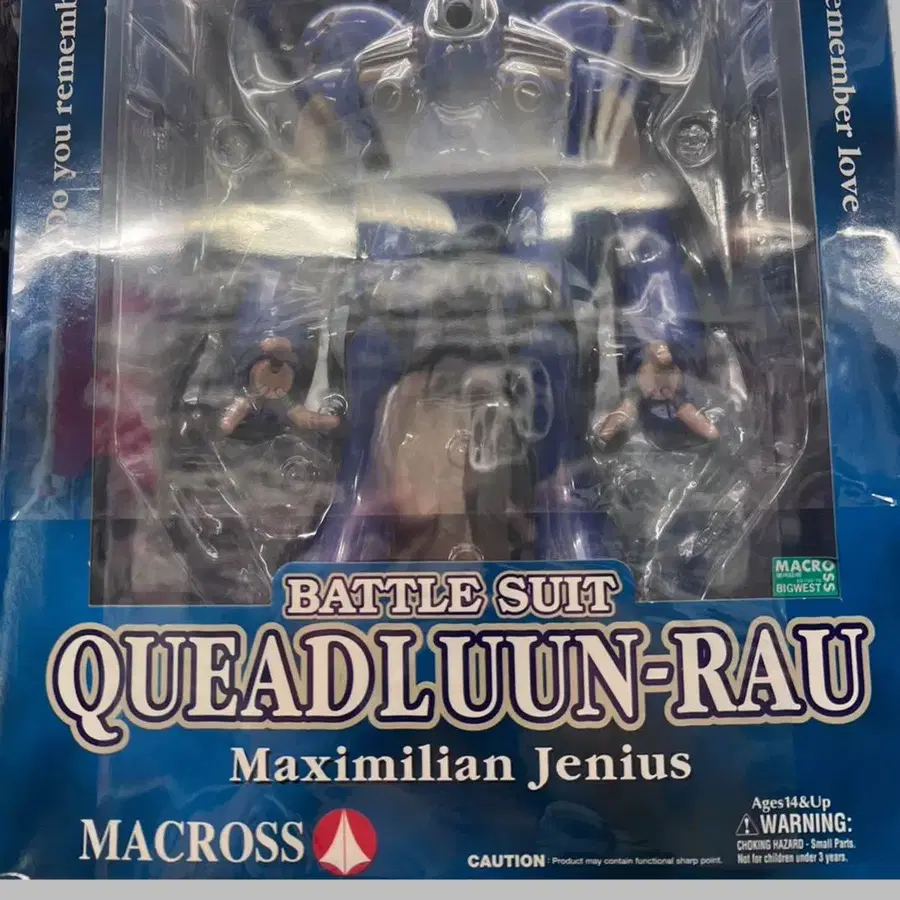 Do you rememb
emember love
MACROSS
BIGWEST
BATTLE SUIT
QUEADLUUN-RAU
Maximilian Jenius
MACROSS
Ages14&Up
WARNING:
CHOKING HAZARD - Small Parts.
Not for children under 3 years.
CAUTION : Product may contain functional sharp point.